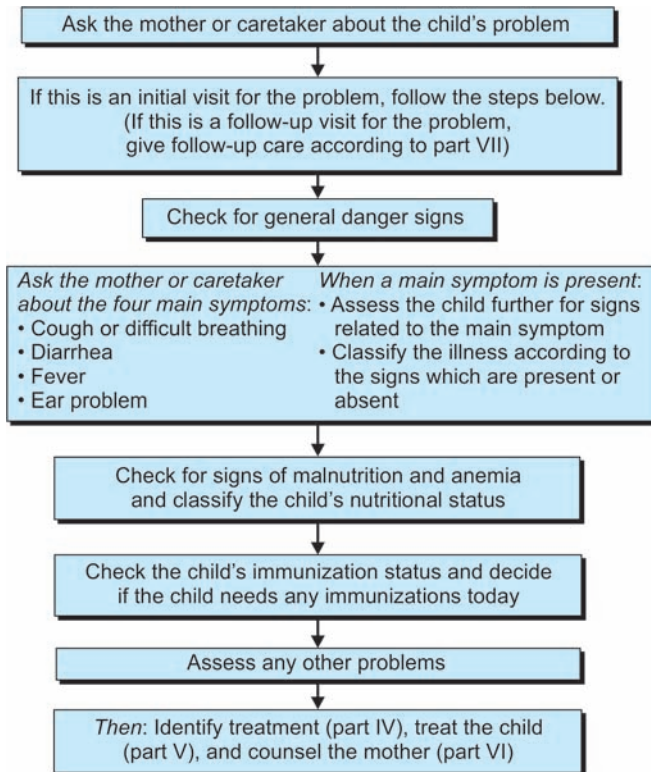 Ask the mother or caretaker about the child's problem
If this is an initial visit for the problem, follow the steps below.
(If this is a follow-up visit for the problem,
give follow-up care according to part VII)
Check for general danger signs
Ask the mother or caretaker
about the four main symptoms:
• Cough or difficult breathing
• Diarrhea
• Fever
• Ear problem
When a main symptom is present:
• Assess the child further for signs
related to the main symptom
• Classify the illness according to
the signs which are present or
absent
Check for signs of malnutrition and anemia
and classify the child's nutritional status
Check the child's immunization status and decide
if the child needs any immunizations today
Assess any other problems
Then: Identify treatment (part IV), treat the child
(part V), and counsel the mother (part VI)